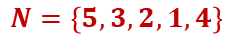 N = {5, 3, 2, 1, 4}